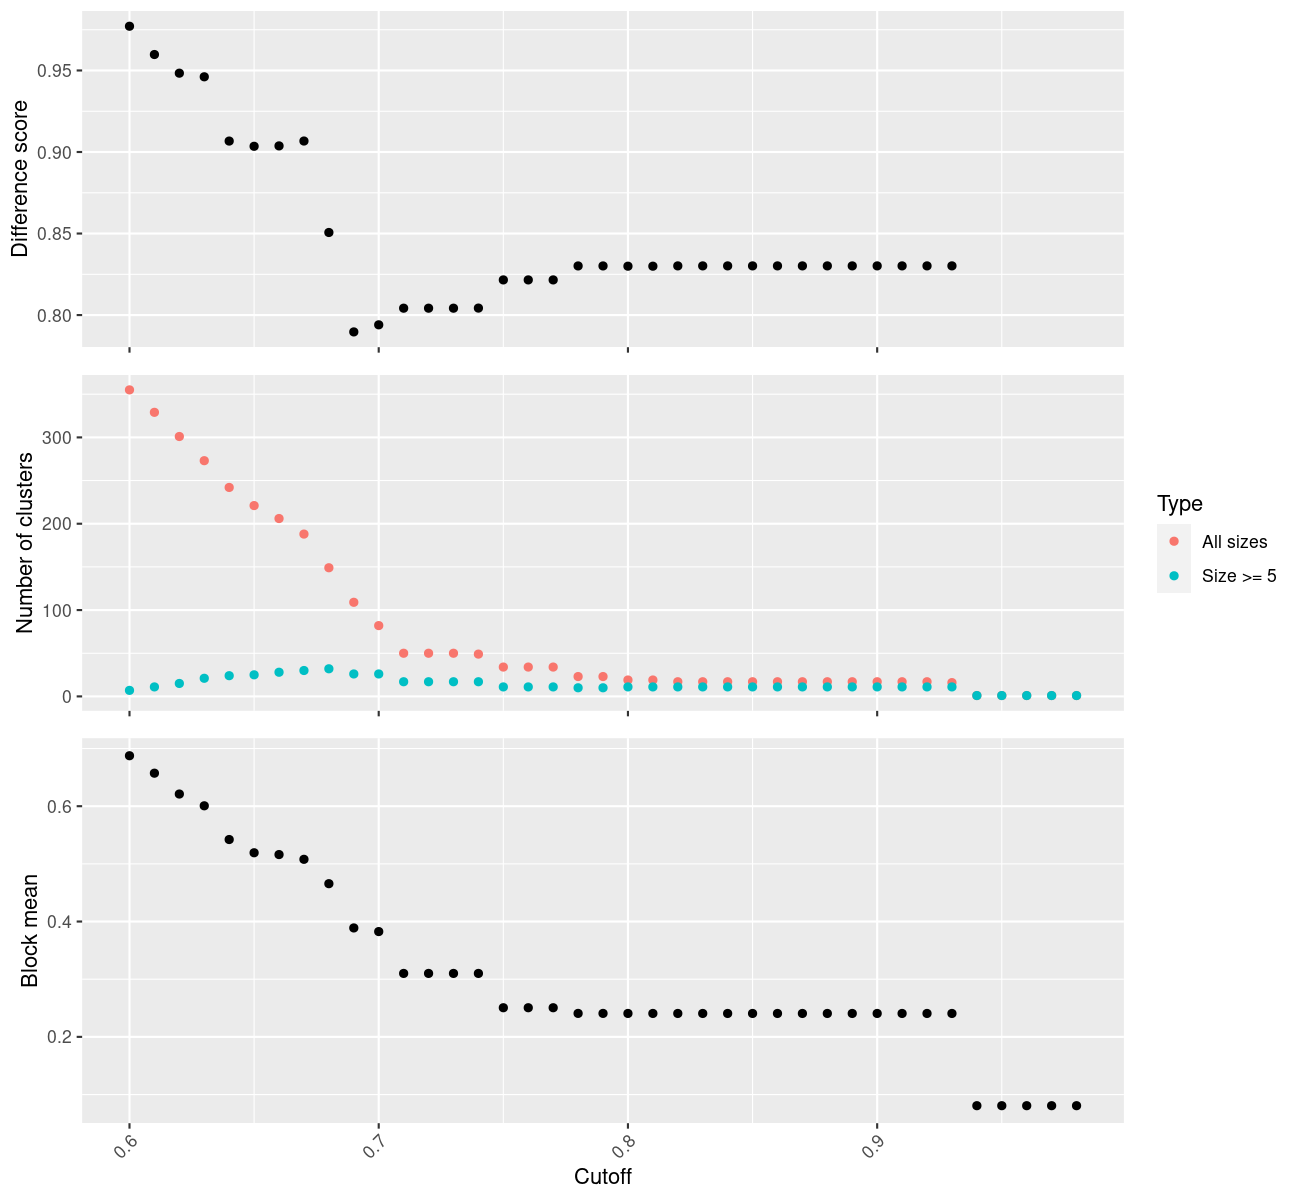 Difference score
0.95
0.90
0.85
0.80
Number of clusters
300
200
100
0
Type
All sizes
Size >= 5
Block mean
0.6
0.4
0.2
0.6
0.7
0.8
0.9
Cutoff